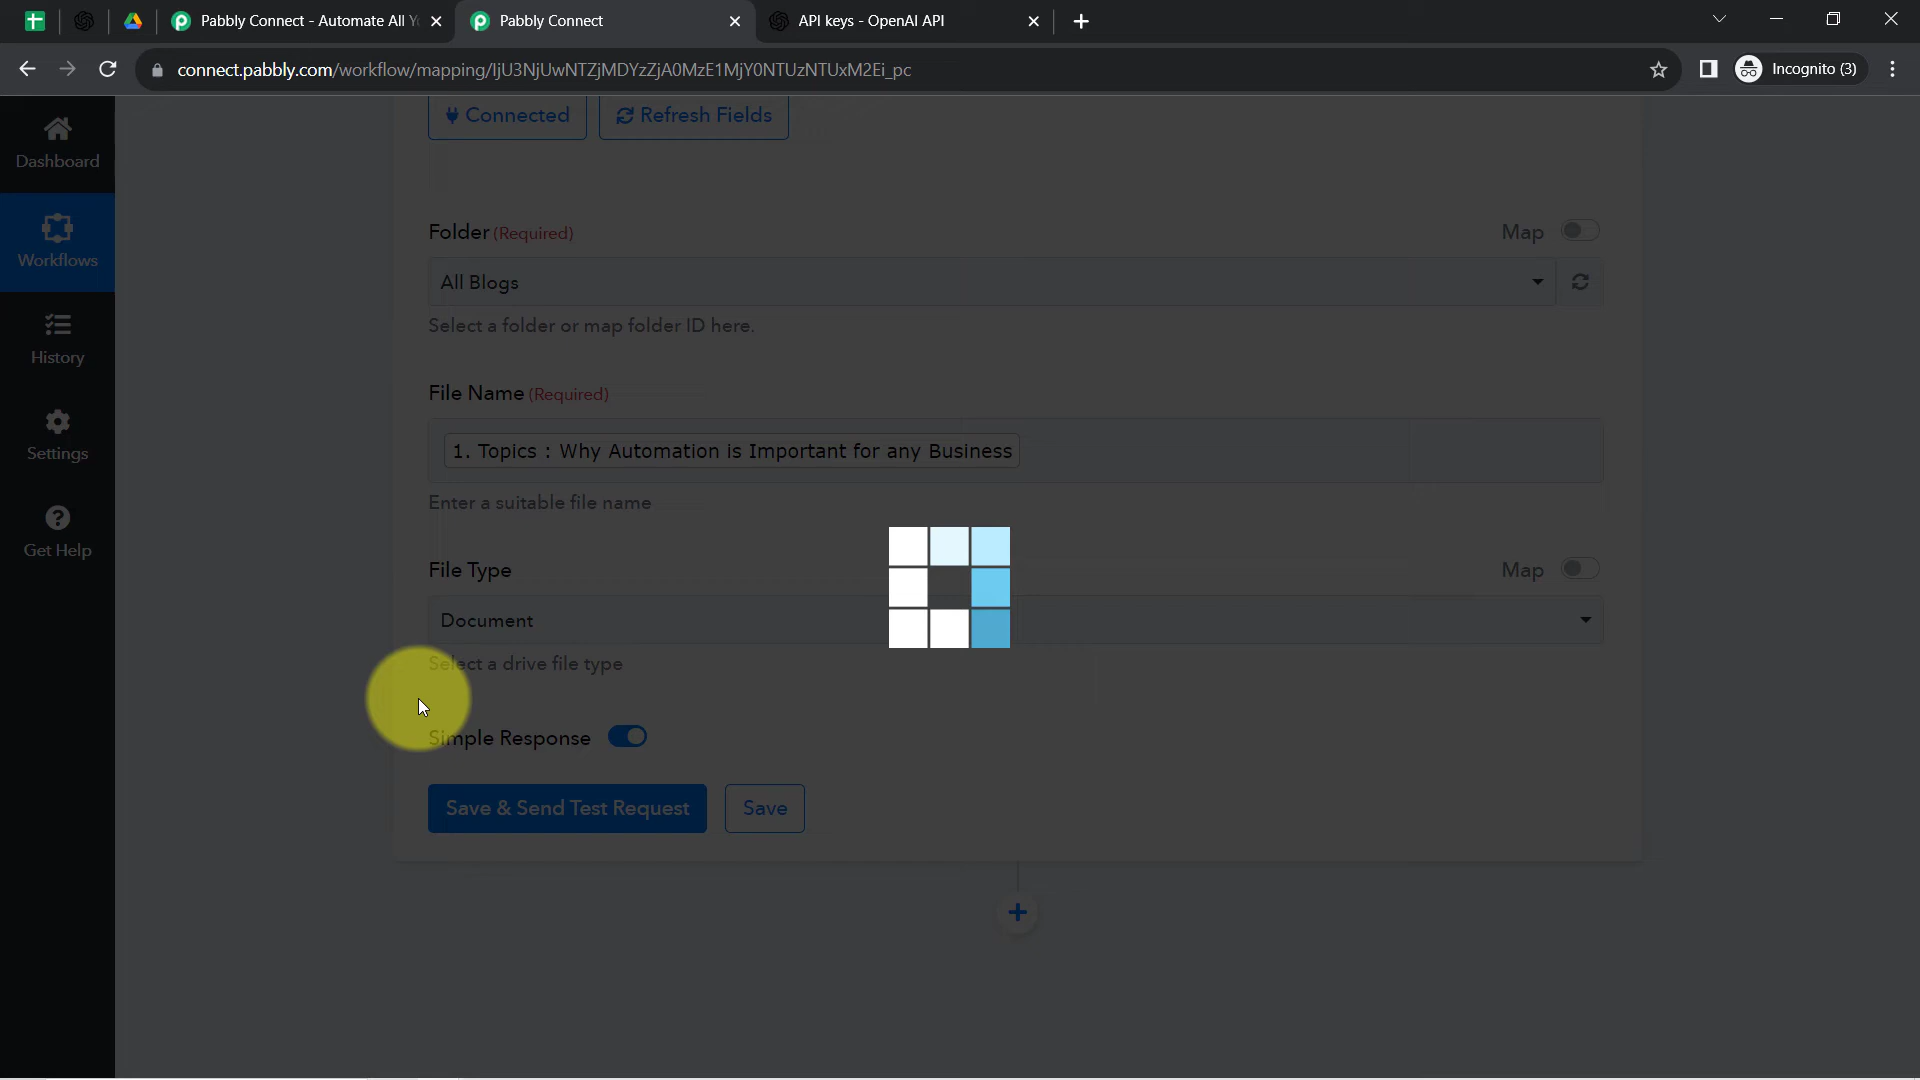 Pabbly Connect - Automate All Y
Pabbly Connect
API keys - OpenAI API
connect.pabbly.com/workflow/mapping/IjU3NjUwNTZjMDYzZjA0MzE1MjY0NTUzNTUxM2Ei_pc
Incognito (3)
Dashboard
Workflows
History
Settings
Get Help
Connected
Refresh Fields
Folder (Required)
Map
All Blogs
Select a folder or map folder ID here.
File Name (Required)
1. Topics : Why Automation is Important for any Business
Enter a suitable file name
File Type
Map
Document
Select a drive file type
Simple Response
Save & Send Test Request
Save